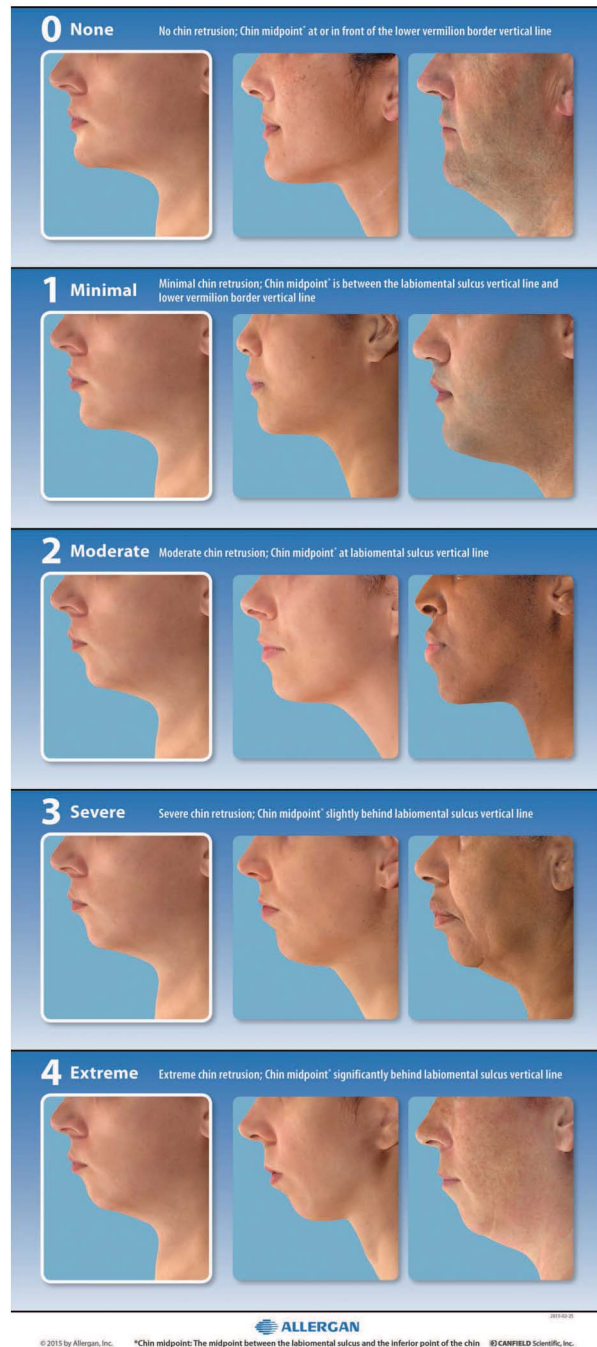 0 None No chin retrusion; Chin midpoint* at or in front of the lower vermilion border vertical line
1 Minimal Minimal chin retrusion; Chin midpoint* is between the labiomental sulcus vertical line and
lower vermilion border vertical line
2 Moderate Moderate chin retrusion; Chin midpoint* at labiomental sulcus vertical line
3 Severe Severe chin retrusion; Chin midpoint* slightly behind labiomental sulcus vertical line
4 Extreme Extreme chin retrusion; Chin midpoint* significantly behind labiomental sulcus vertical line
ALLERGAN
© 2015 by Allergan, Inc. *Chin midpoint: The midpoint between the labiomental sulcus and the inferior point of the chin CANFIELD Scientific, Inc.